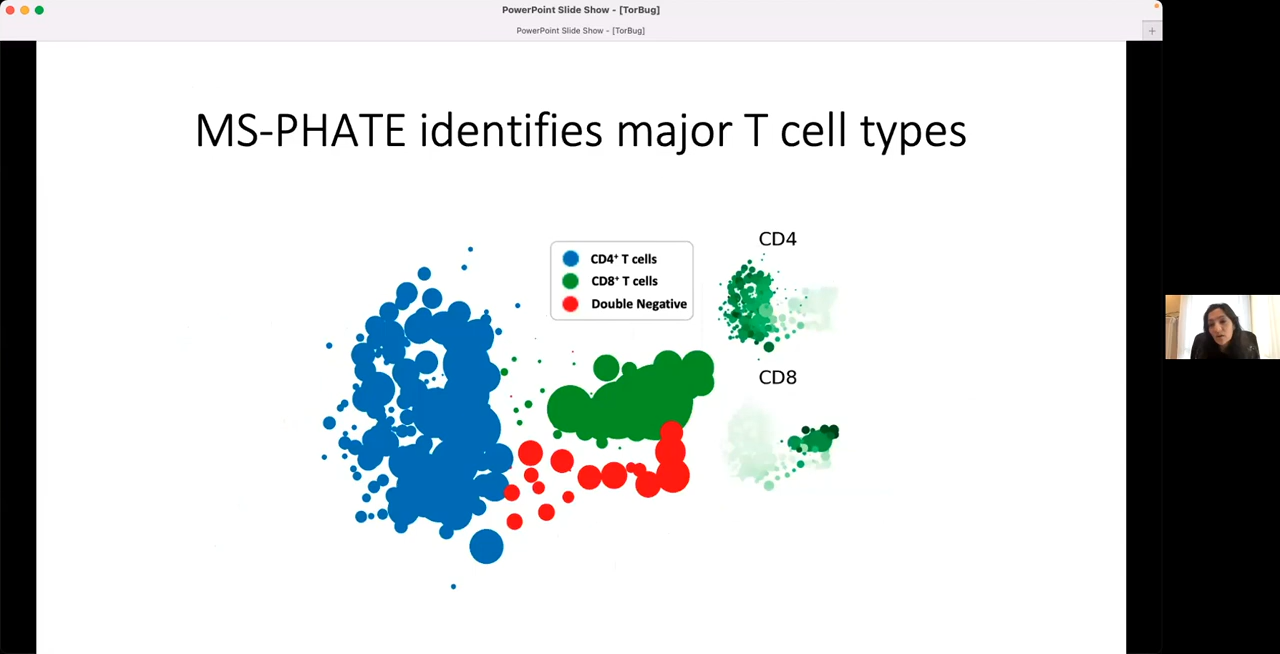 PowerPoint Slide Show - [TorBug]
PowerPoint Slide Show - [TorBug]
MS-PHATE identifies major T cell types
CD4⁺ T cells
CD8⁺ T cells
Double Negative
CD4
CD8